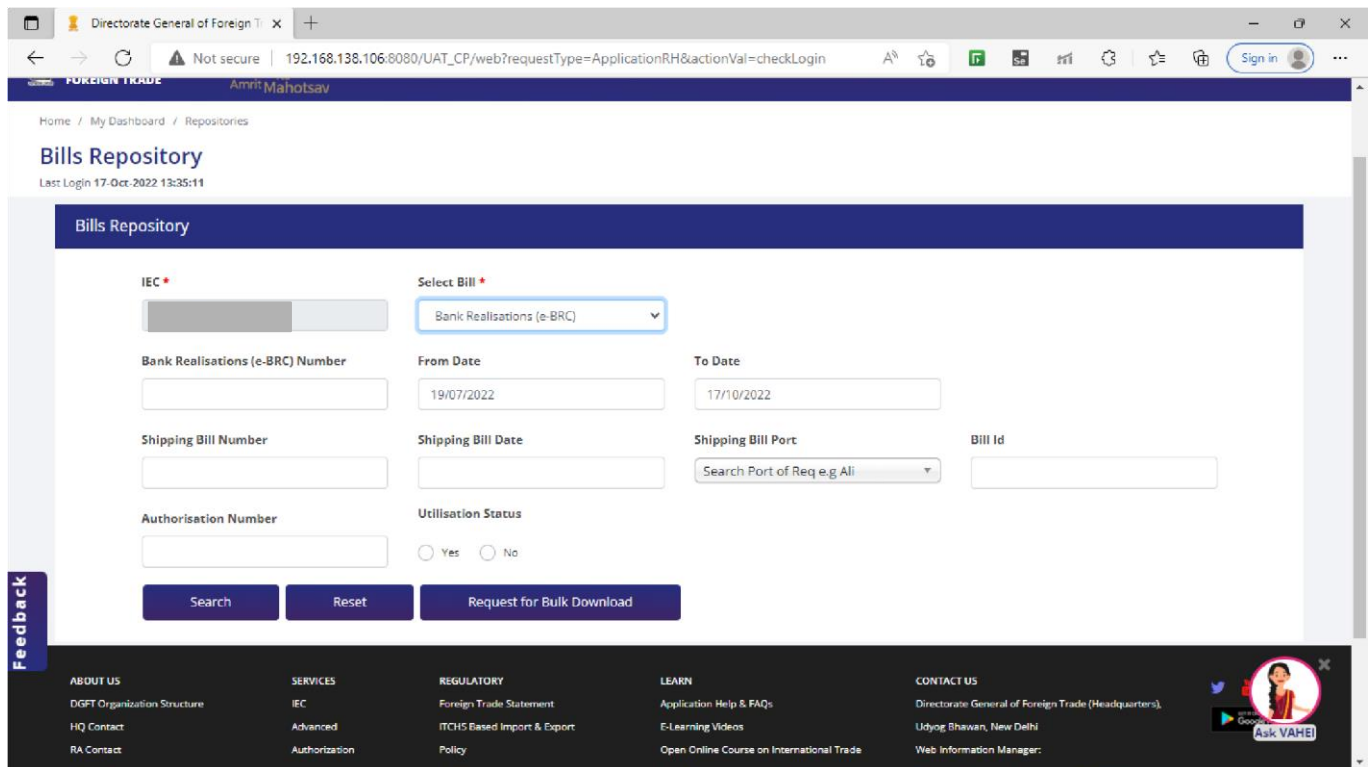 Directorate General of Foreign T
Not secure 192.168.138.106:8080/UAT_CP/web?requestType=ApplicationRH&actionVal=checkLogin Sign in
FOREIGN TRADE Amrit Mahotsav
Home / My Dashboard / Repositories
Bills Repository
Last Login 17-Oct-2022 13:35:11
Bills Repository
IEC * Select Bill *
Bank Realisations (e-BRC)
Bank Realisations (e-BRC) Number From Date To Date
19/07/2022 17/10/2022
Shipping Bill Number Shipping Bill Date Shipping Bill Port Bill Id
Search Port of Req e.g Ali
Authorisation Number Utilisation Status
Yes No
Search Reset Request for Bulk Download
Feedback
ABOUT US SERVICES REGULATORY LEARN CONTACT US
DGFT Organization Structure IEC Foreign Trade Statement Application Help & FAQs Directorate General of Foreign Trade (Headquarters),
HQ Contact Advanced ITCHS Based Import & Export E-Learning Videos Udyog Bhawan, New Delhi
RA Contact Authorization Policy Open Online Course on International Trade Web Information Manager:
Ask VAHEI